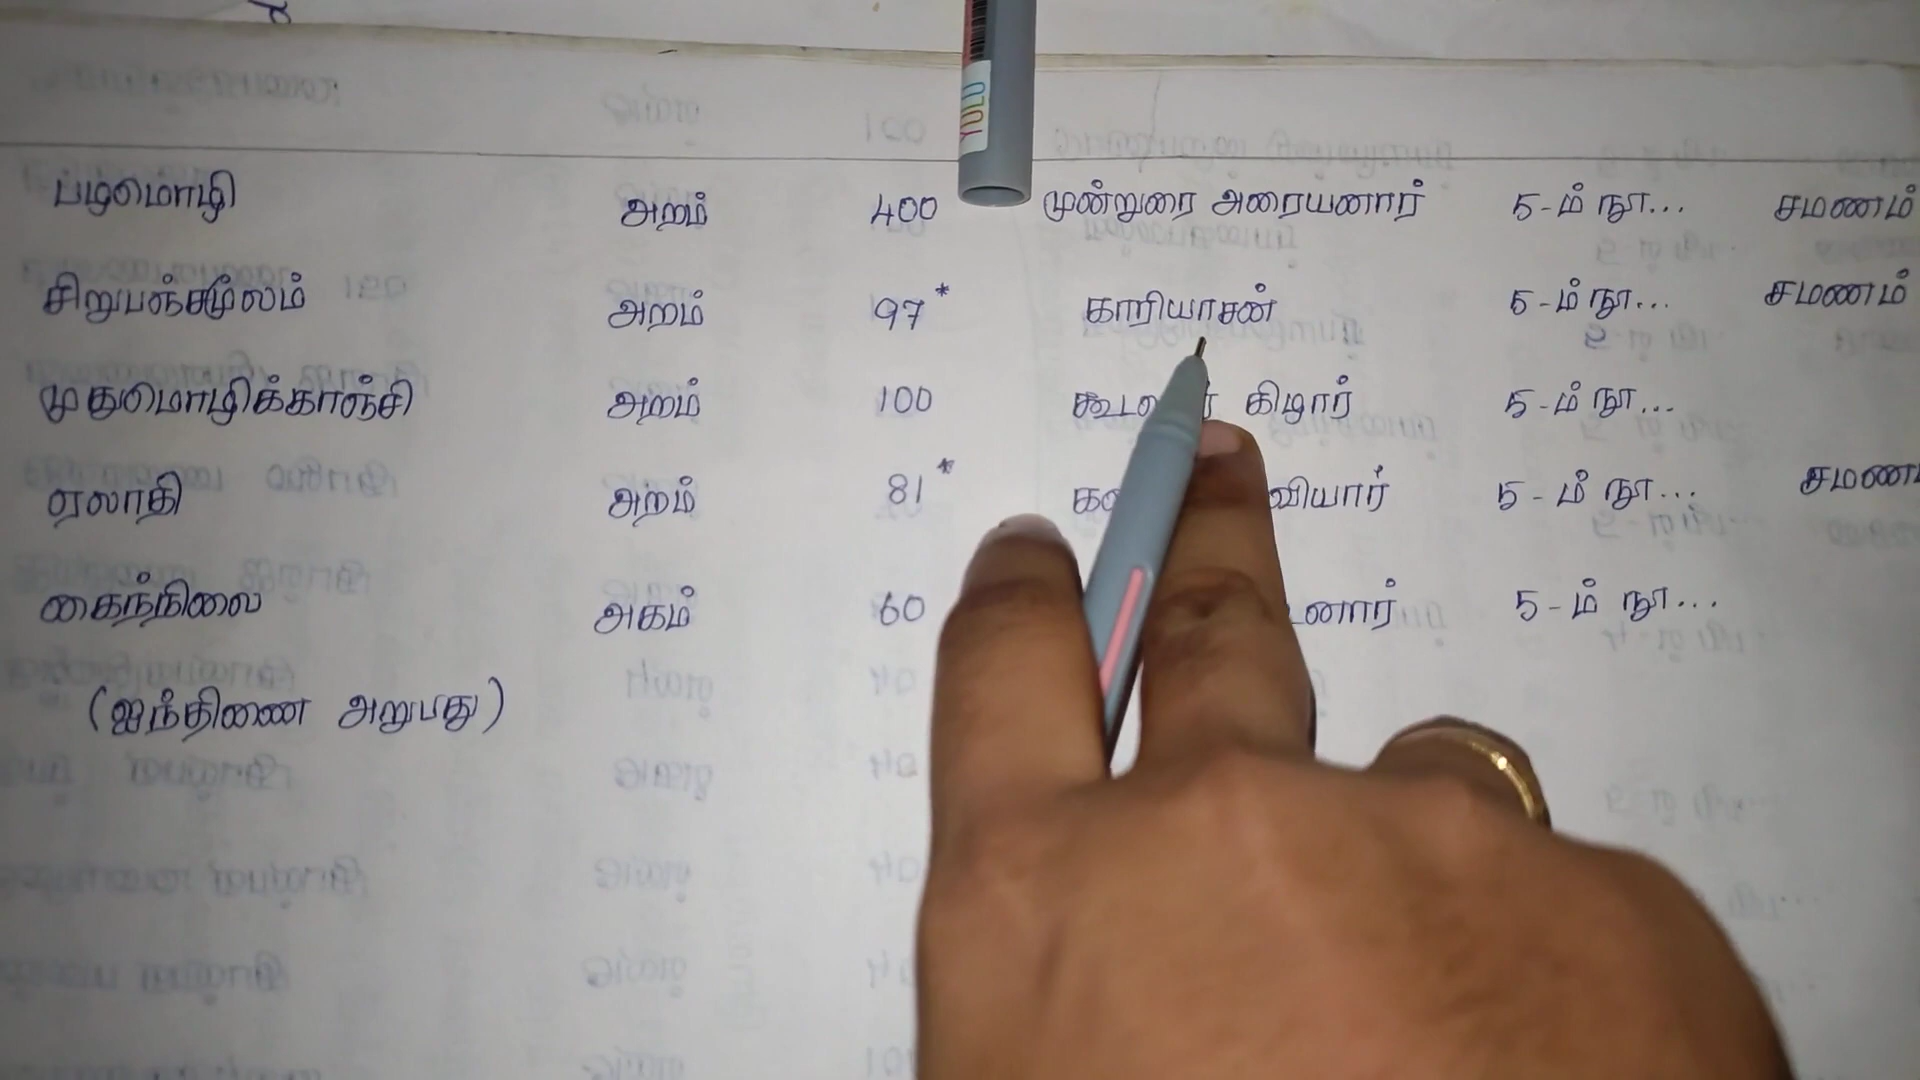 YULU
பழமொழி அறம் 400 முன்றுரை அரையனார் 5-ம் நூ... சமணம்
சிறுபஞ்சமூலம் அறம் 97* காரியாசன் 5-ம் நூ... சமணம்
முதுமொழிக்காஞ்சி அறம் 100 கிழார் 5-ம் நூ...
ஏலாதி அறம் 81* 5-ம் நூ...
கைந்நிலை அகம் 60 5-ம் நூ...
(ஐந்திணை அறுபது)